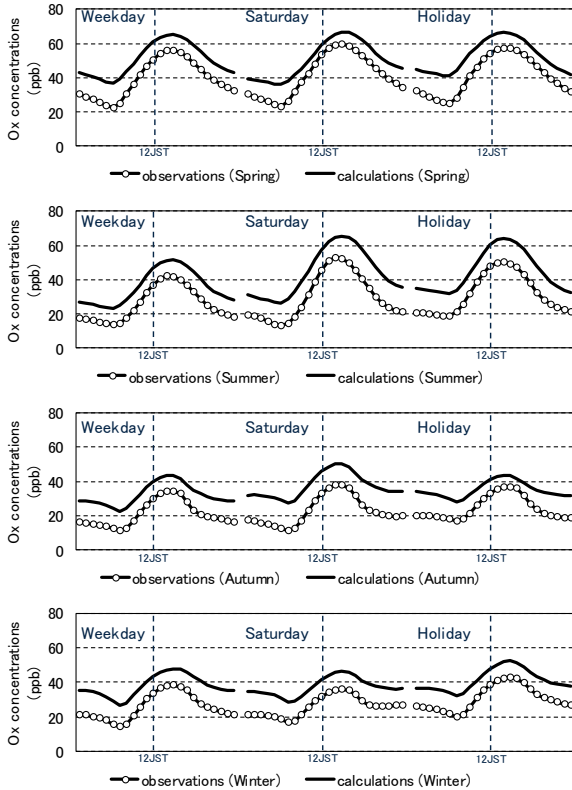 80
60
40
20
0
Ox concentrations
(ppb)
Weekday
Saturday
Holiday
12JST
12JST
12JST
observations (Spring)
calculations (Spring)
80
60
40
20
0
Ox concentrations
(ppb)
Weekday
Saturday
Holiday
12JST
12JST
12JST
observations (Summer)
calculations (Summer)
80
60
40
20
0
Ox concentrations
(ppb)
Weekday
Saturday
Holiday
12JST
12JST
12JST
observations (Autumn)
calculations (Autumn)
80
60
40
20
0
Ox concentrations
(ppb)
Weekday
Saturday
Holiday
12JST
12JST
12JST
observations (Winter)
calculations (Winter)